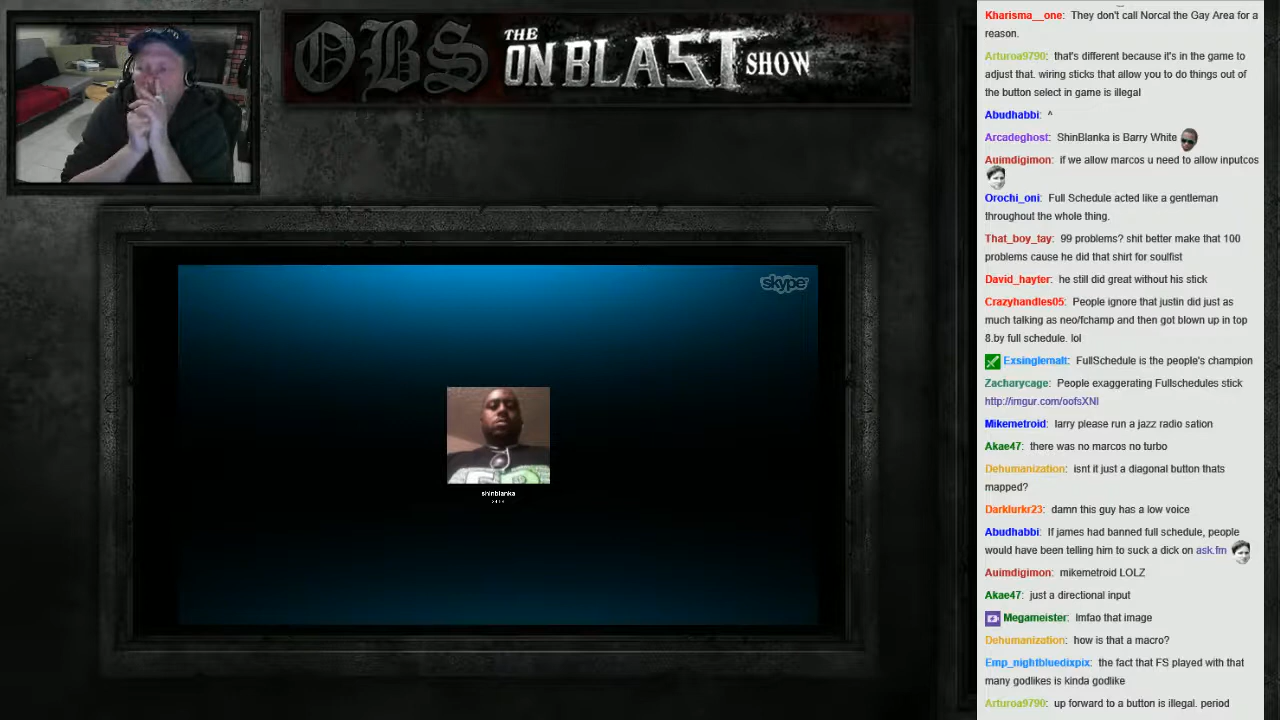 OBS THE ON BLAST SHOW
skype
shinblanka
Kharisma__one: They don't call Norcal the Gay Area for a
reason.
Arturoa9790: that's different because it's in the game to
adjust that. wiring sticks that allow you to do things out of
the button select in game is illegal
Abudhabbi: ^
Arcadeghost: ShinBlanka is Barry White
Auimdigimon: if we allow marcos u need to allow inputcos
Orochi_oni: Full Schedule acted like a gentleman
throughout the whole thing.
That_boy_tay: 99 problems? shit better make that 100
problems cause he did that shirt for soulfist
David_hayter: he still did great without his stick
Crazyhandles05: People ignore that justin did just as
much talking as neo/fchamp and then got blown up in top
8.by full schedule. lol
Exsinglemalt: FullSchedule is the people's champion
Zacharycage: People exaggerating Fullschedules stick
http://imgur.com/oofsXNI
Mikemetroid: larry please run a jazz radio sation
Akae47: there was no marcos no turbo
Dehumanization: isnt it just a diagonal button thats
mapped?
Darklurkr23: damn this guy has a low voice
Abudhabbi: If james had banned full schedule, people
would have been telling him to suck a dick on ask.fm
Auimdigimon: mikemetroid LOLZ
Akae47: just a directional input
Megameister: lmfao that image
Dehumanization: how is that a macro?
Emp_nightbluedixpix: the fact that FS played with that
many godlikes is kinda godlike
Arturoa9790: up forward to a button is illegal. period